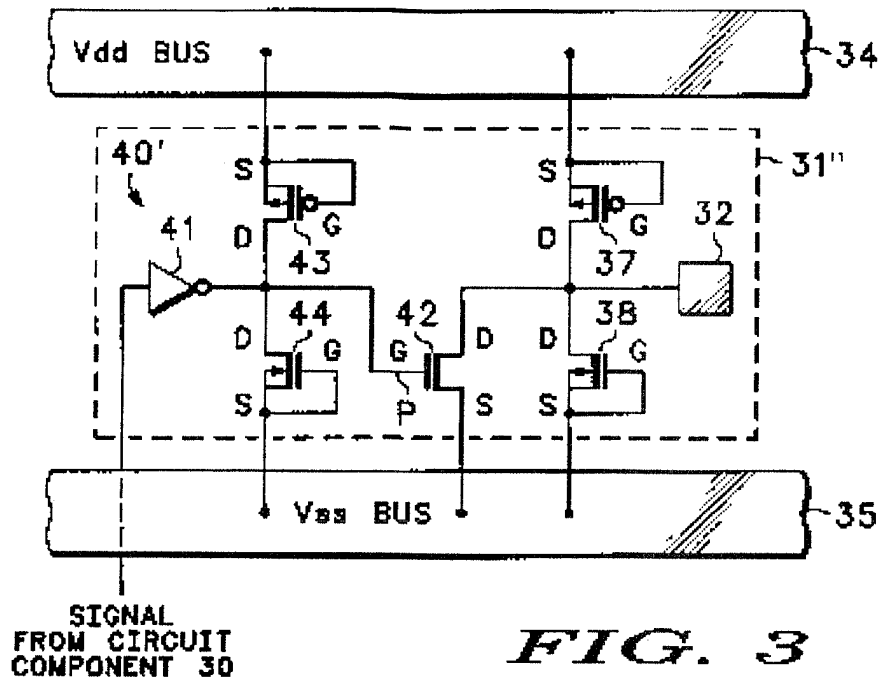 Vdd BUS
34
40'
31"
S
S
41
G
G
32
D
43
D
37
44
42
38
D
G
G
D
D
G
S
P
S
S
Vss BUS
35
SIGNAL
FROM CIRCUIT
COMPONENT 30
FIG. 3